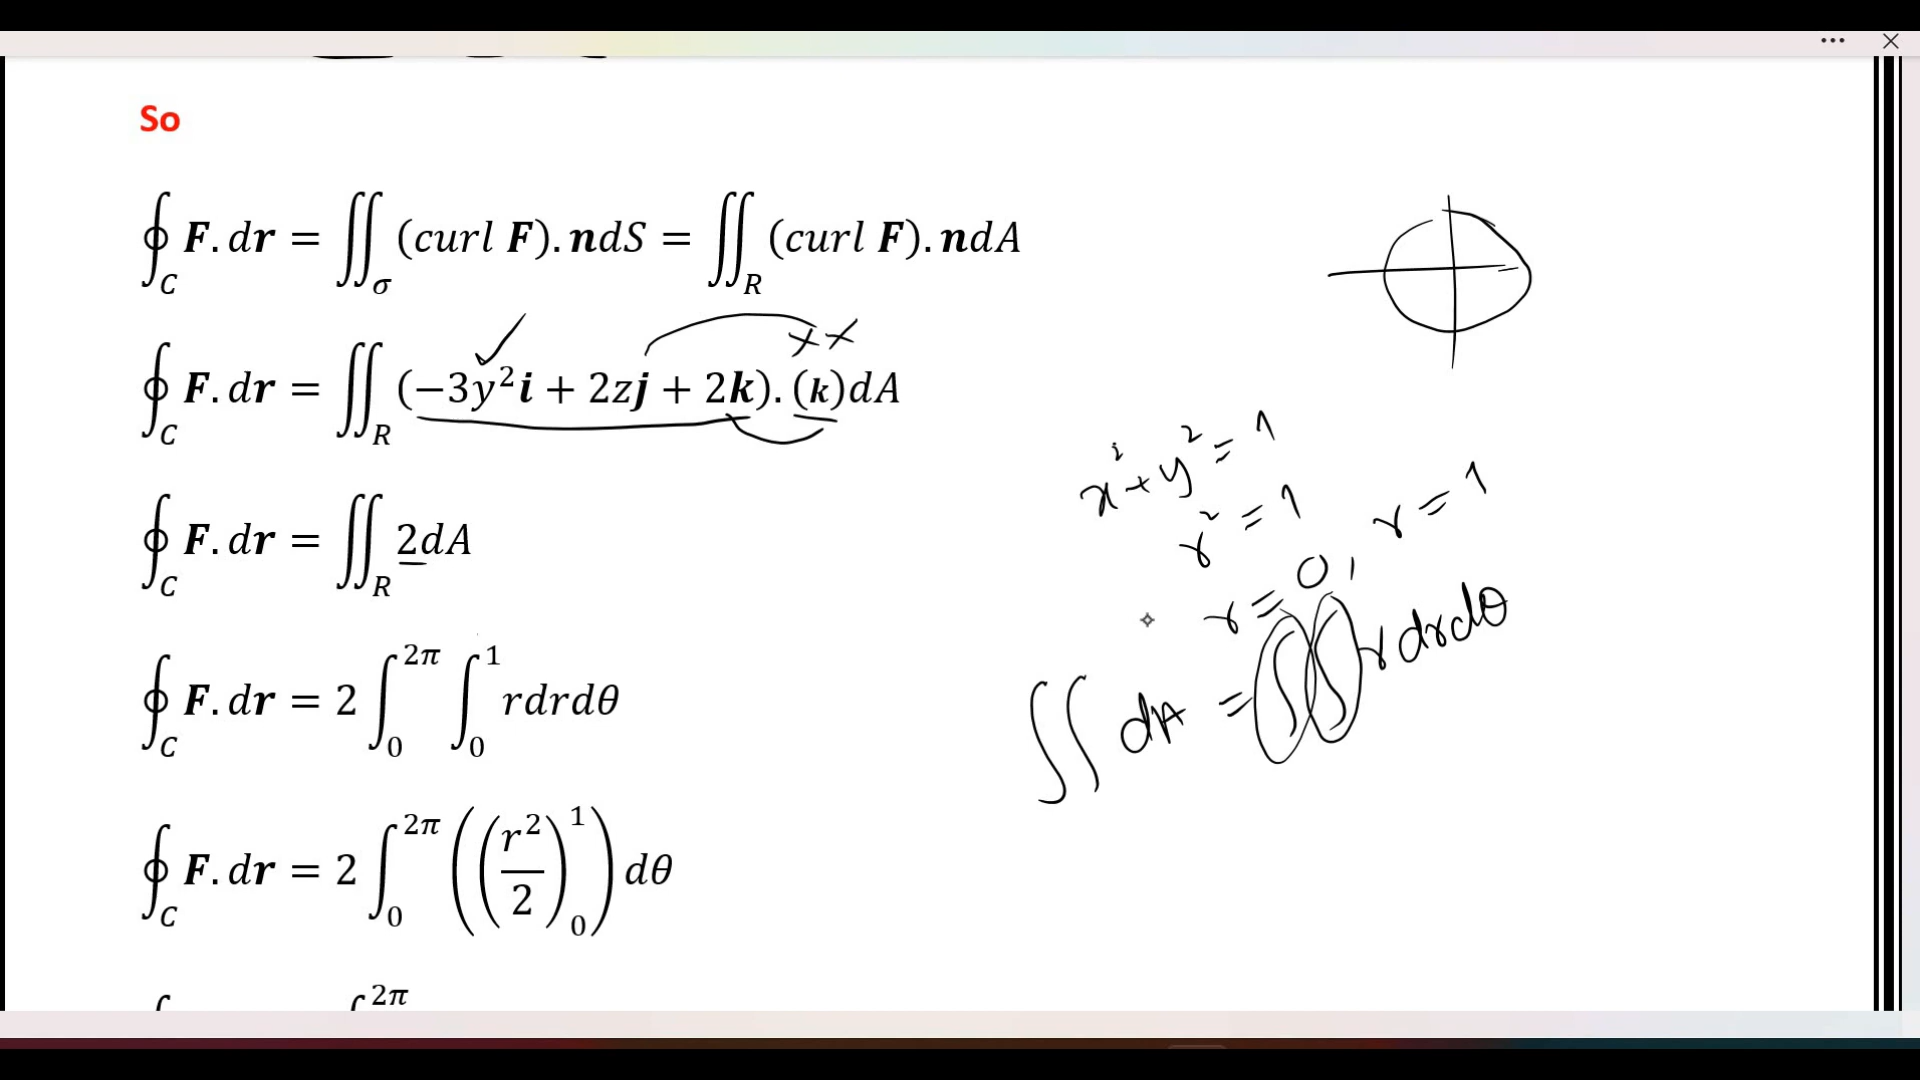 So
∮_C F.dr = ∬_σ (curl F).n dS = ∬_R (curl F).n dA
∮_C F.dr = ∬_R (−3y²i + 2zj + 2k).(k)dA
∮_C F.dr = ∬_R 2dA
∮_C F.dr = 2 ∫_0^{2π} ∫_0^1 rdrdθ
∮_C F.dr = 2 ∫_0^{2π} ((r²/2)_0^1) dθ
2π
x² + y² = 1
r² = 1
r = 0, r = 1
∬ dA = ∬ r dr dθ